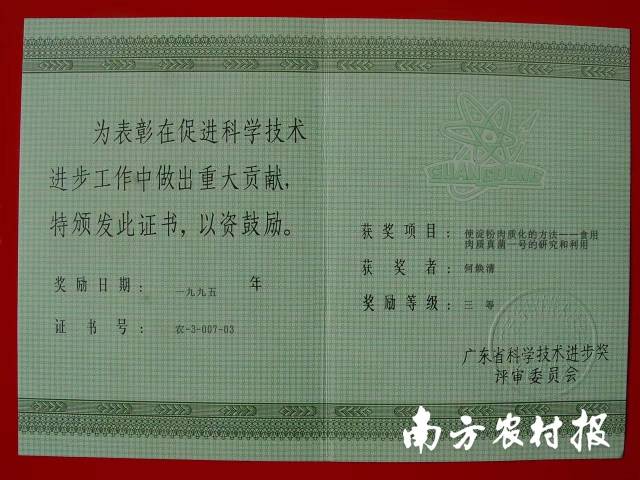 为表彰在促进科学技术
进步工作中做出重大贡献,
特颁发此证书,以资鼓励。
奖励日期: 一九九五 年
证书号: 农-3-007-03
GUANGDONG
获奖项目: 使淀粉肉质化的方法——食用
肉质真菌一号的研究和利用
获奖者: 何焕清
奖励等级: 三 等
广东省科学技术进步奖
评审委员会
南方农村报